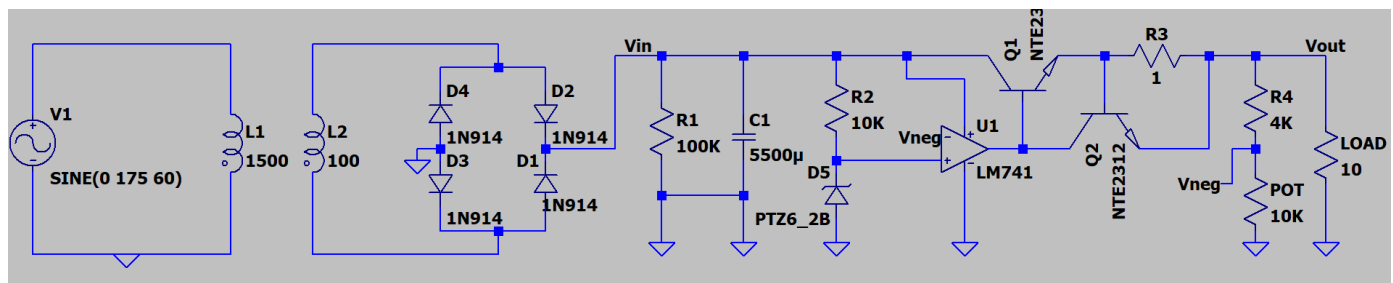 V1
SINE(0 175 60)
L1
1500
L2
100
D4
1N914
D3
1N914
D2
1N914
D1
1N914
Vin
R1
100K
C1
5500µ
R2
10K
D5
PTZ6_2B
Vneg
U1
LM741
Q1
Q2
NTE2312
R3
1
Vout
R4
4K
Vneg
POT
10K
LOAD
10